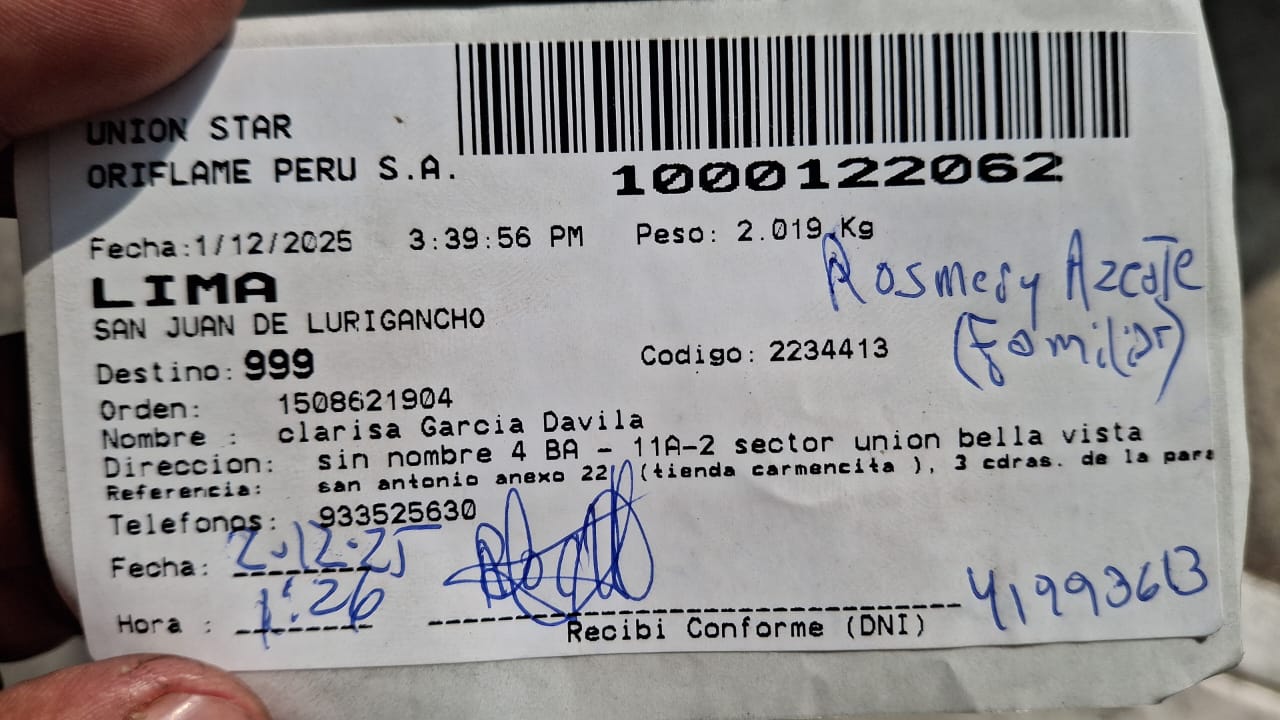 UNION STAR
ORIFLAME PERU S.A.
1000122062
Fecha:1/12/2025 3:39:56 PM Peso: 2.019 Kg
LIMA
SAN JUAN DE LURIGANCHO
Rosmery Azcate
(Familiar)
Destino: 999 Codigo: 2234413
Orden: 1508621904
Nombre : clarisa Garcia Davila
Direccion: sin nombre 4 BA - 11A-2 sector union bella vista
Referencia: san antonio anexo 22 (tienda carmencita ), 3 cdras. de la para
Telefonos: 933525630
Fecha: 2.12.25
Hora : 1:26
41993613
Recibi Conforme (DNI)